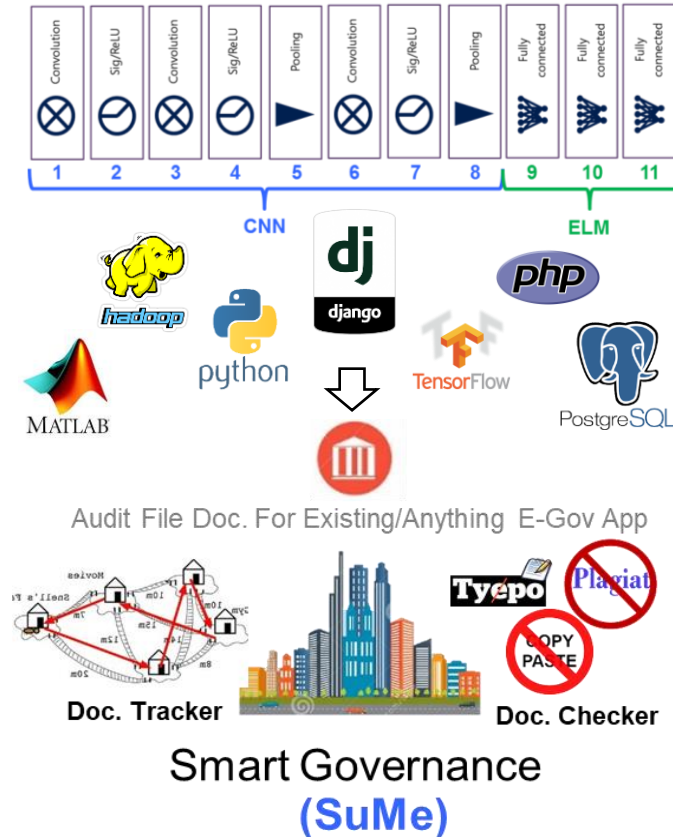 Convolution
Sig/ReLU
Convolution
Sig/ReLU
Pooling
Convolution
Sig/ReLU
Pooling
Fully connected
Fully connected
Fully connected
1 2 3 4 5 6 7 8 9 10 11
CNN
ELM
hadoop
python
dj
django
php
TensorFlow
MATLAB
PostgreSQL
Audit File Doc. For Existing/Anything E-Gov App
Movies
10m
7m
15m
12m
8m
20m
Tyepo
Plagiat
COPY
PASTE
Doc. Tracker
Doc. Checker
Smart Governance
(SuMe)